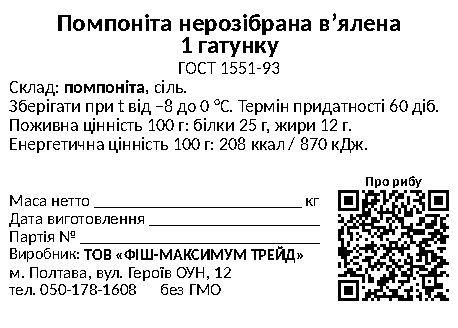 Помпоніта нерозібрана в’ялена
1 гатунку
ГОСТ 1551-93
Склад: помпоніта, сіль.
Зберігати при t від −8 до 0 °С. Термін придатності 60 діб.
Поживна цінність 100 г: білки 25 г, жири 12 г.
Енергетична цінність 100 г: 208 ккал / 870 кДж.
Про рибу
Маса нетто ____________________________ кг
Дата виготовлення _______________________
Партія № ________________________________
Виробник: ТОВ «ФІШ-МАКСИМУМ ТРЕЙД»
м. Полтава, вул. Героїв ОУН, 12
тел. 050-178-1608 без ГМО